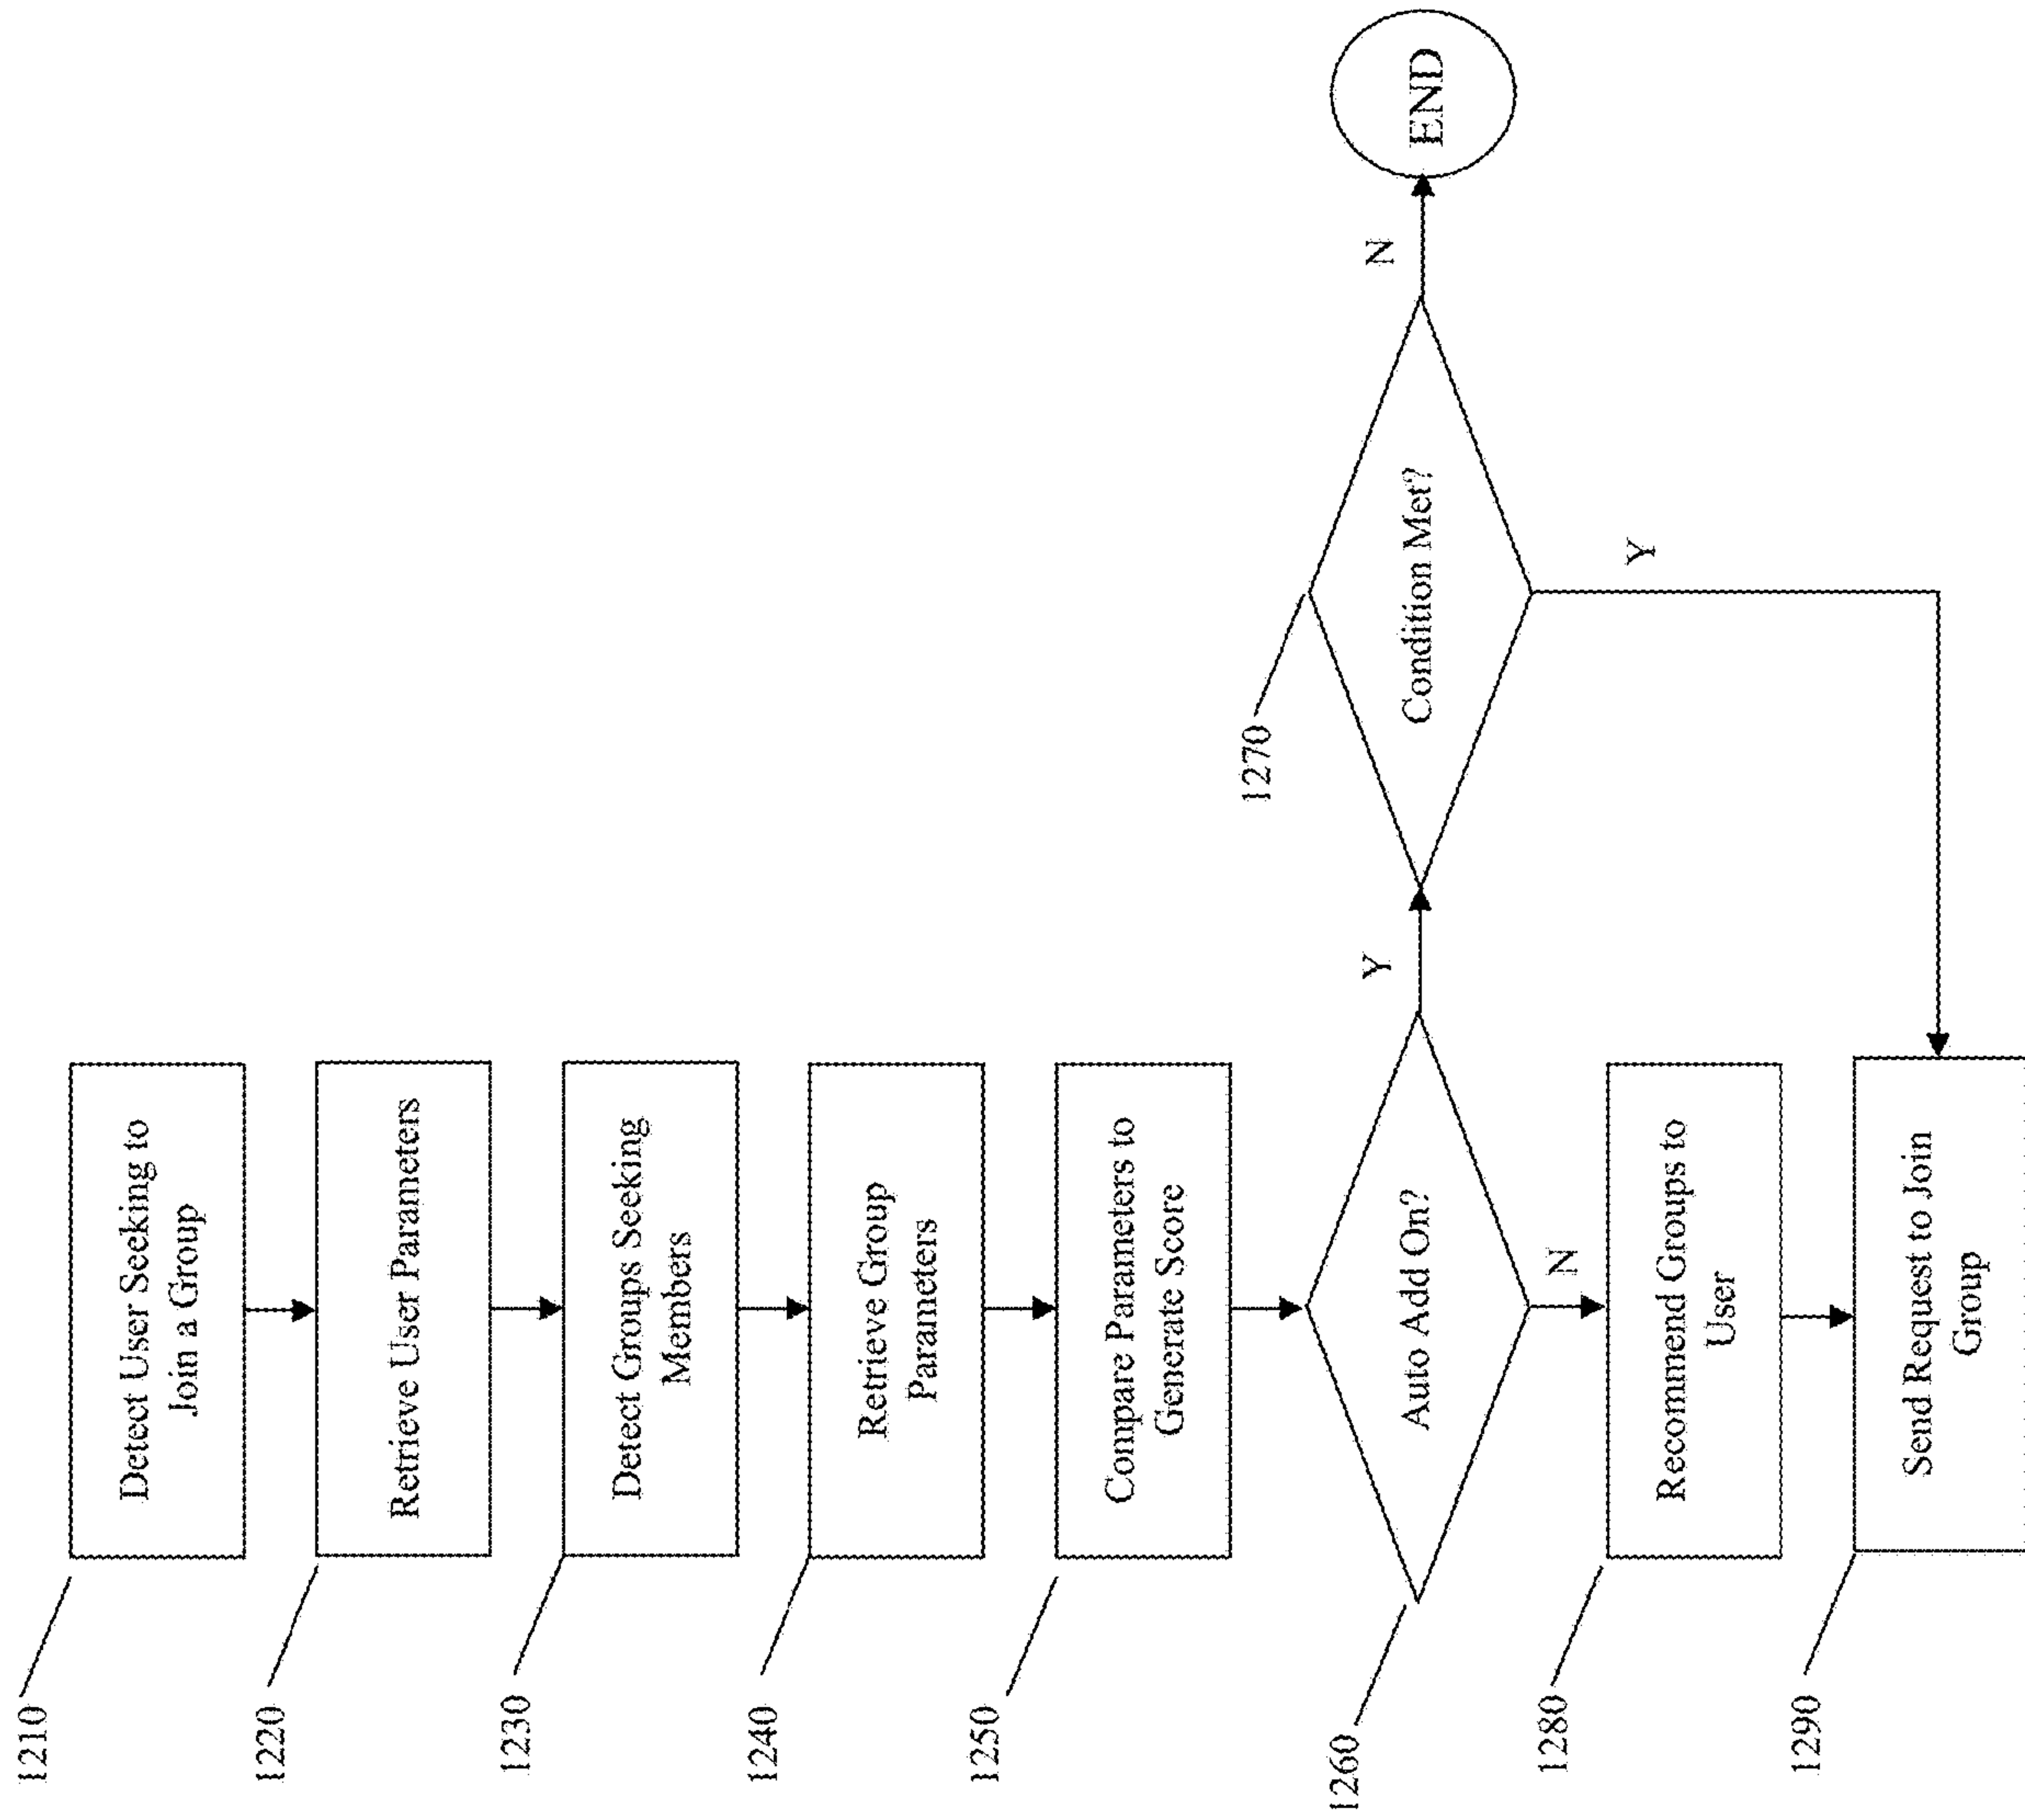 1210
Detect User Seeking to
Join a Group
1220
Retrieve User Parameters
1230
Detect Groups Seeking
Members
1240
Retrieve Group
Parameters
1250
Compare Parameters to
Generate Score
1260
Auto Add On?
Y
1270
Condition Met?
N
END
Y
N
1280
Recommend Groups to
User
1290
Send Request to Join
Group